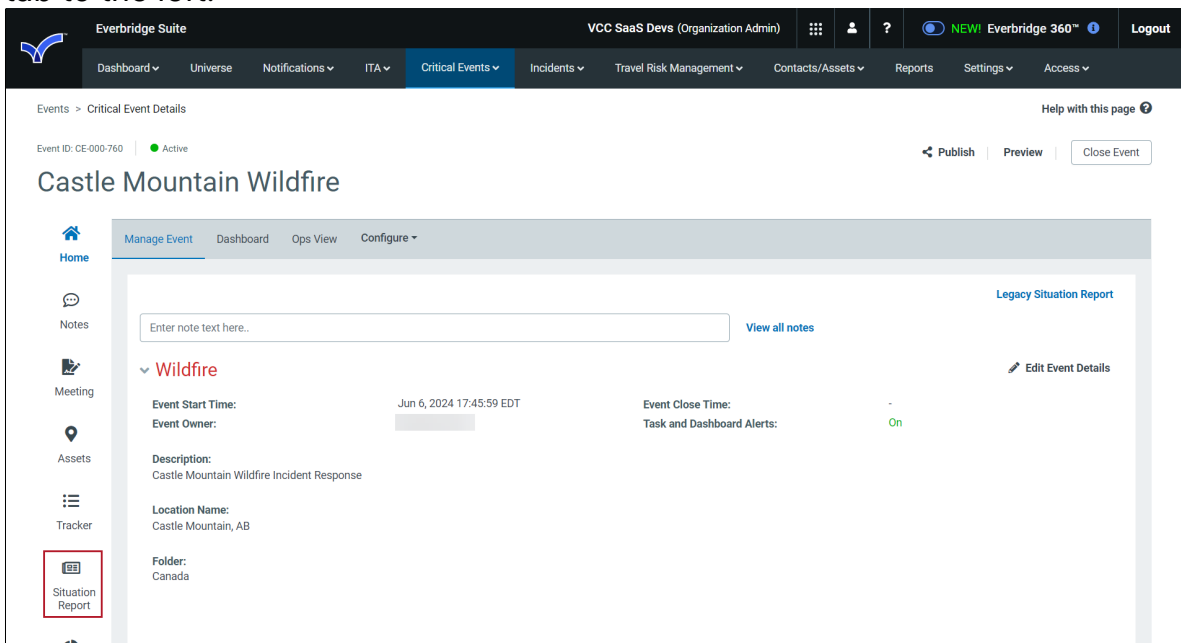 tab to the left.
Everbridge Suite
VCC SaaS Devs (Organization Admin) ? NEW! Everbridge 360™ i Logout
Dashboard Universe Notifications ITA Critical Events Incidents Travel Risk Management Contacts/Assets Reports Settings Access
Events > Critical Event Details
Help with this page ?
Event ID: CE-000-760 Active
Publish Preview Close Event
Castle Mountain Wildfire
Home
Manage Event Dashboard Ops View Configure
Legacy Situation Report
Notes
Enter note text here..
View all notes
Wildfire
Edit Event Details
Meeting
Event Start Time: Jun 6, 2024 17:45:59 EDT Event Close Time: -
Event Owner: Task and Dashboard Alerts: On
Assets
Description:
Castle Mountain Wildfire Incident Response
Tracker
Location Name:
Castle Mountain, AB
Situation
Report
Folder:
Canada